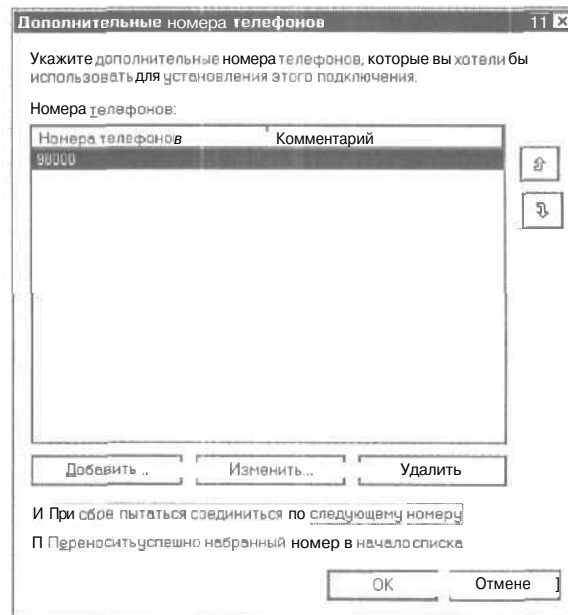 Дополнительные номера телефонов 11
Укажите дополнительные номера телефонов, которые вы хотели бы
использовать для установления этого подключения.
Номера телефонов:
Номера телефонов Комментарий
98000
Добавить .. Изменить... Удалить
И При сбое пытаться соединиться по следующему номеру
П Переносить успешно набранный номер в начало списка
OK Отмене ]